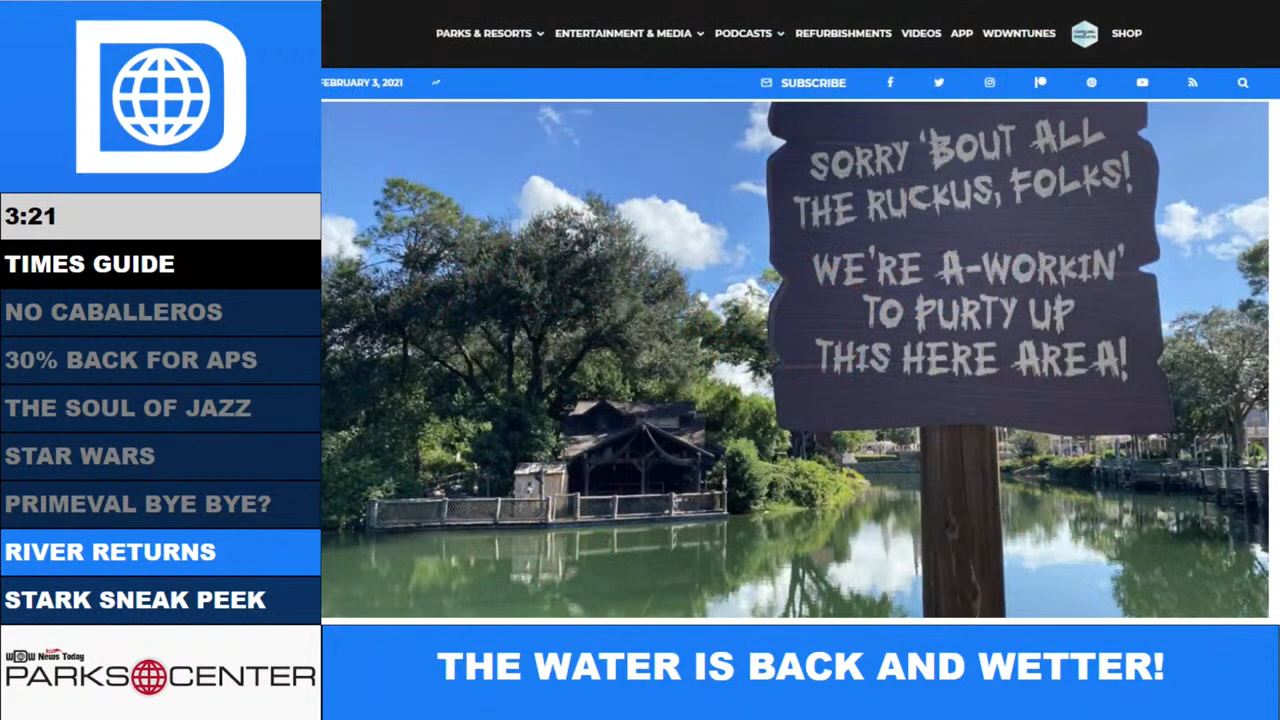 PARKS & RESORTS ENTERTAINMENT & MEDIA PODCASTS REFURBISHMENTS VIDEOS APP WDWNTUNES SHOP
FEBRUARY 3, 2021 SUBSCRIBE
D
3:21
TIMES GUIDE
NO CABALLEROS
30% BACK FOR APS
THE SOUL OF JAZZ
STAR WARS
PRIMEVAL BYE BYE?
RIVER RETURNS
STARK SNEAK PEEK
SORRY 'BOUT ALL
THE RUCKUS, FOLKS!
WE'RE A-WORKIN'
TO PURTY UP
THIS HERE AREA!
WDW News Today
PARKSCENTER
THE WATER IS BACK AND WETTER!